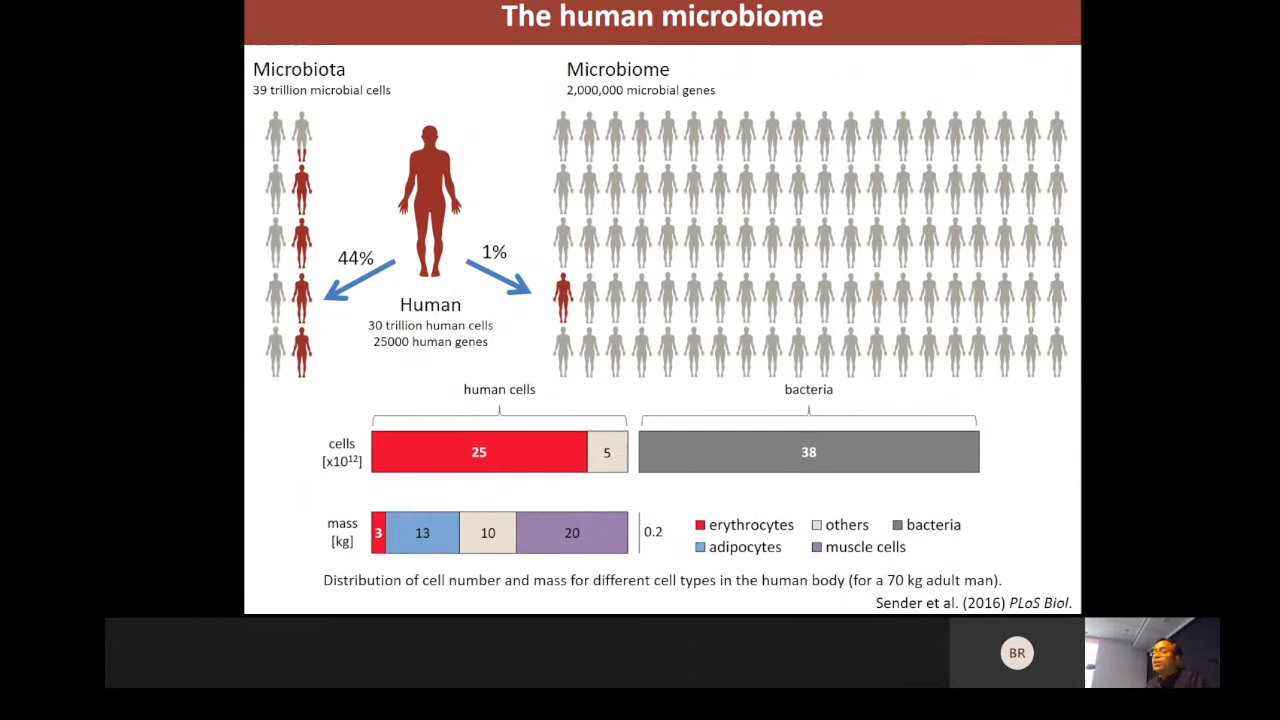 The human microbiome
Microbiota
39 trillion microbial cells
Microbiome
2,000,000 microbial genes
44%
1%
Human
30 trillion human cells
25000 human genes
human cells
bacteria
cells
[x10¹²]
25
5
38
mass
[kg]
3
13
10
20
0.2
erythrocytes
others
bacteria
adipocytes
muscle cells
Distribution of cell number and mass for different cell types in the human body (for a 70 kg adult man).
Sender et al. (2016) PLoS Biol.
BR